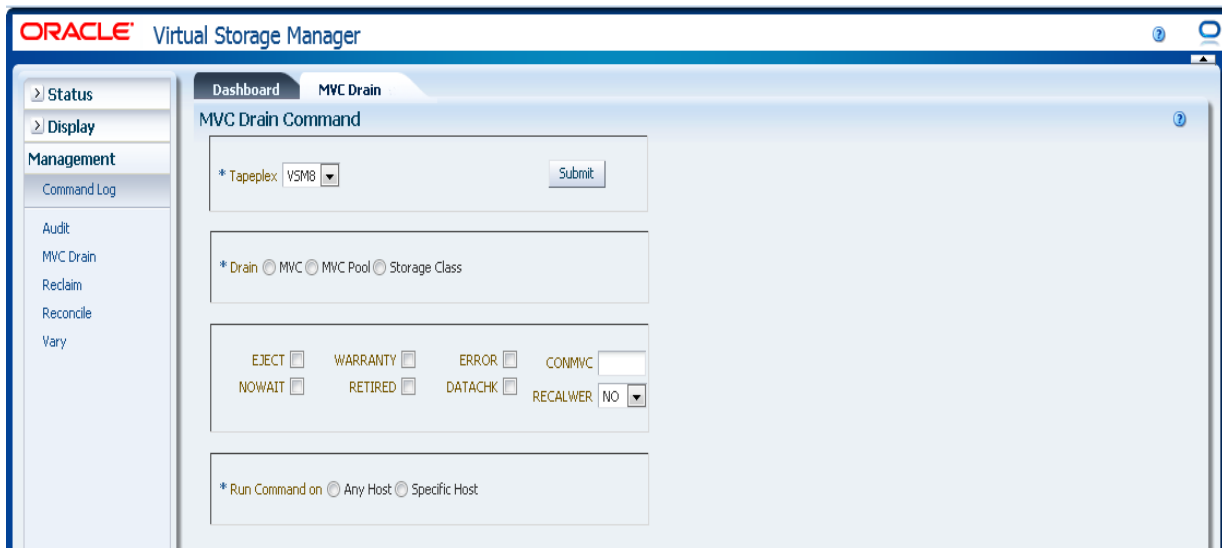 ORACLE® Virtual Storage Manager
Status
Display
Management
Command Log
Audit
MVC Drain
Reclaim
Reconcile
Vary
Dashboard MVC Drain
MVC Drain Command
* Tapeplex VSM8 Submit
* Drain MVC MVC Pool Storage Class
EJECT WARRANTY ERROR CONMVC
NOWAIT RETIRED DATACHK RECALWER NO
* Run Command on Any Host Specific Host